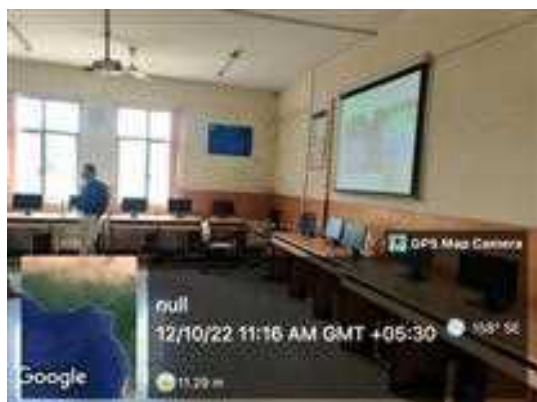 GPS Map Camera
null
12/10/22 11:16 AM GMT +05:30
158° SE
Google
11.29 m